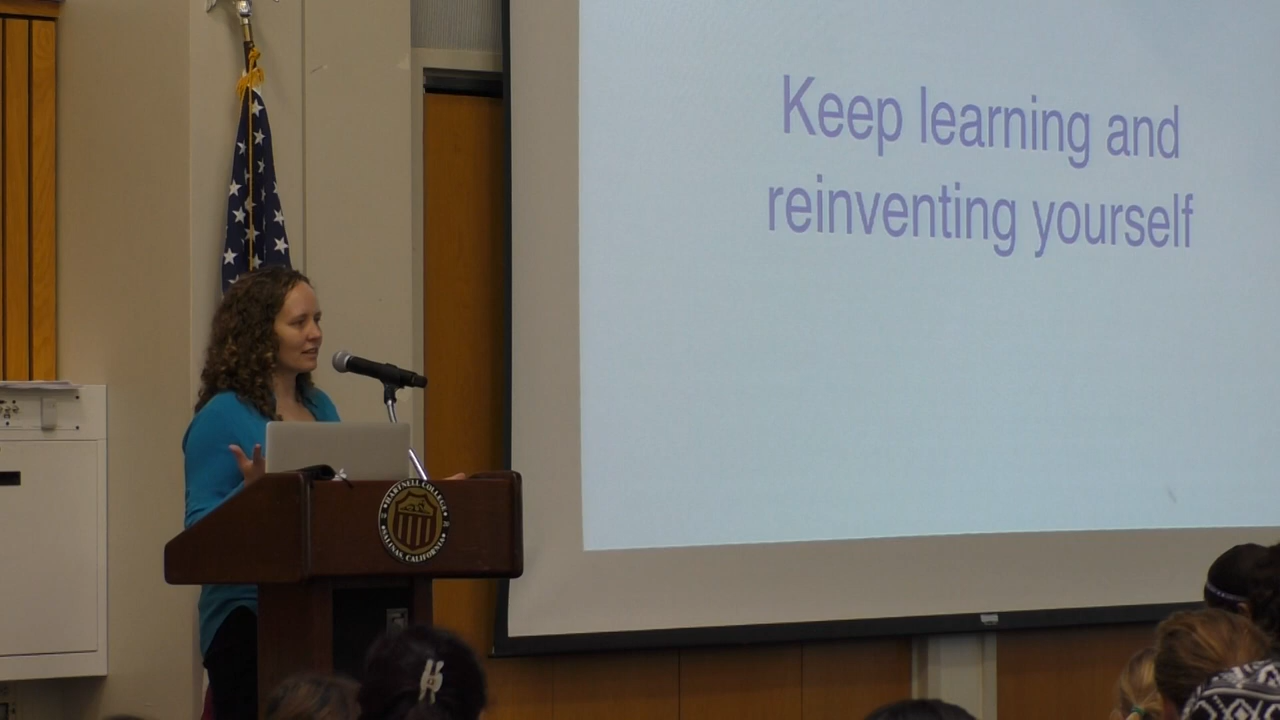 Keep learning and
reinventing yourself
HARTNELL COLLEGE
SALINAS, CALIFORNIA